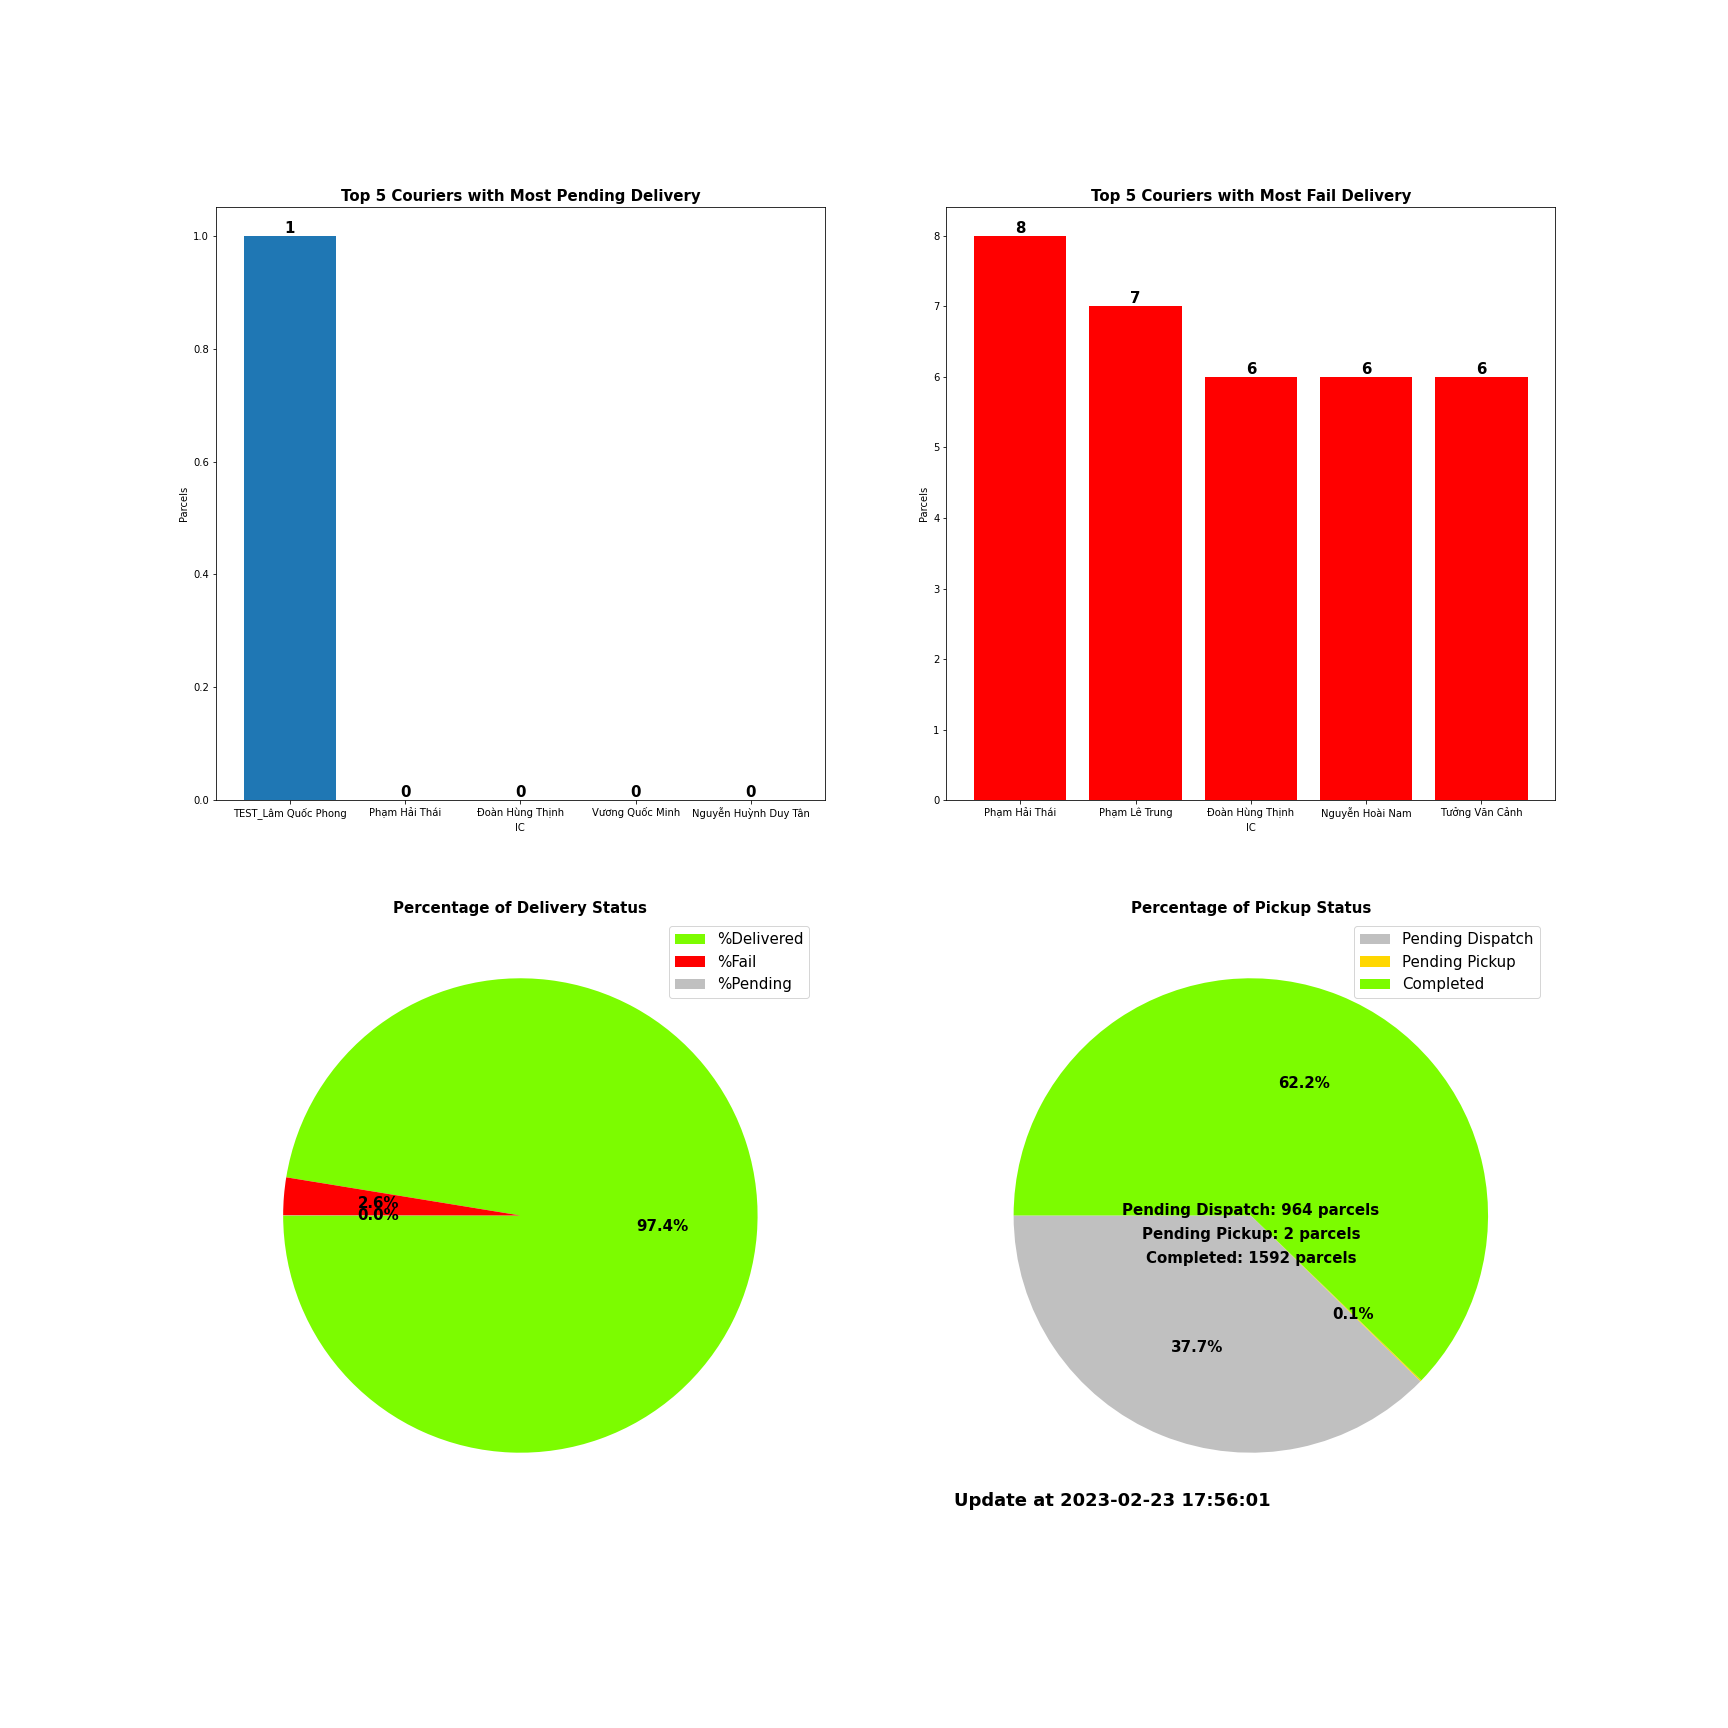 Top 5 Couriers with Most Pending Delivery
1
1.0
0.8
0.6
0.4
0.2
0.0
Parcels
0
0
0
0
TEST_Lâm Quốc Phong
Phạm Hải Thái
Đoàn Hùng Thịnh
Vương Quốc Minh
Nguyễn Huỳnh Duy Tân
IC
Top 5 Couriers with Most Fail Delivery
8
7
6
6
6
8
7
6
5
4
3
2
1
0
Parcels
Phạm Hải Thái
Phạm Lê Trung
Đoàn Hùng Thịnh
Nguyễn Hoài Nam
Tưởng Văn Cảnh
IC
Percentage of Delivery Status
%Delivered
%Fail
%Pending
2.6%
0.0%
97.4%
Percentage of Pickup Status
Pending Dispatch
Pending Pickup
Completed
62.2%
Pending Dispatch: 964 parcels
Pending Pickup: 2 parcels
Completed: 1592 parcels
0.1%
37.7%
Update at 2023-02-23 17:56:01